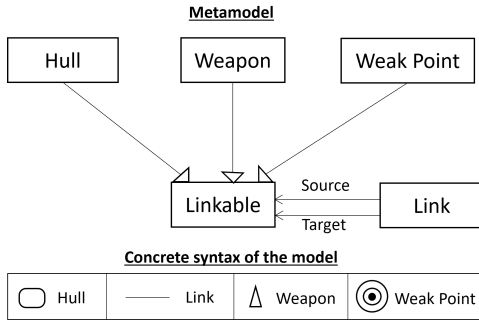 Metamodel
Hull Weapon Weak Point
Source
Linkable Link
Target
Concrete syntax of the model
Hull Link Weapon Weak Point